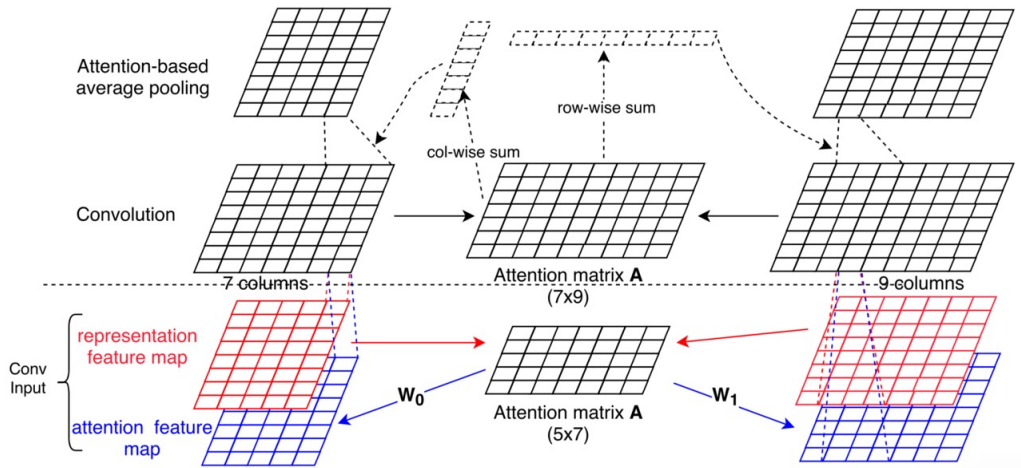 Attention-based
average pooling
col-wise sum
row-wise sum
Convolution
7 columns
Attention matrix A
(7x9)
9 columns
Conv
Input
representation
feature map
attention feature
map
W0
W1
Attention matrix A
(5x7)